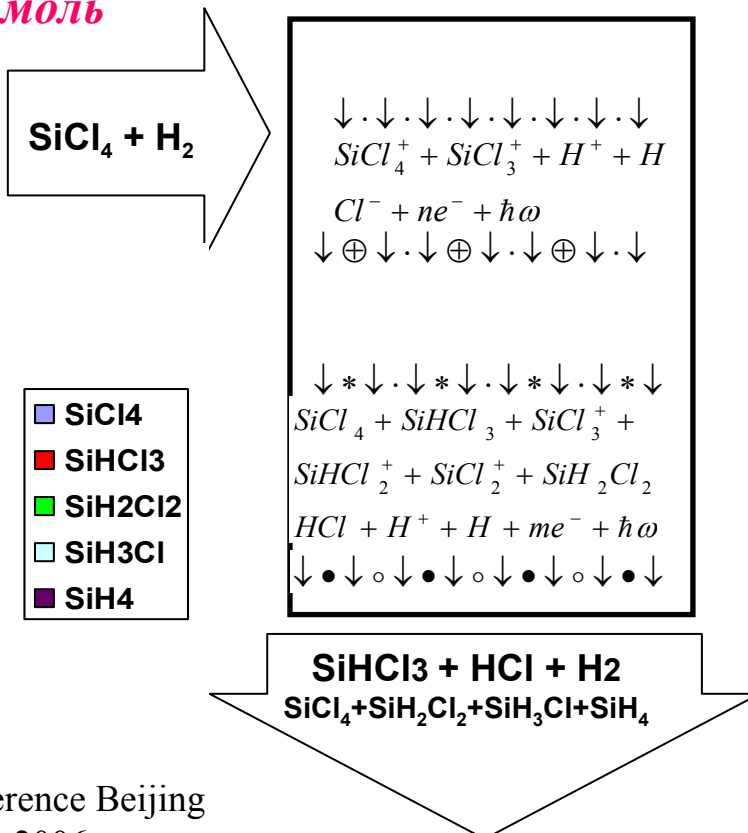 моль
SiCl₄ + H₂
↓·↓·↓·↓·↓·↓·↓·↓
SiCl₄⁺ + SiCl₃⁺ + H⁺ + H
Cl⁻ + ne⁻ + ħω
↓⊕↓·↓⊕↓·↓⊕↓·↓
↓*↓·↓*↓·↓*↓·↓*↓
SiCl₄ + SiHCl₃ + SiCl₃⁺ +
SiHCl₂⁺ + SiCl₂⁺ + SiH₂Cl₂
HCl + H⁺ + H + me⁻ + ħω
↓●↓○↓●↓○↓●↓○↓●↓
SiCl4
SiHCl3
SiH2Cl2
SiH3Cl
SiH4
SiHCl3 + HCl + H2
SiCl₄+SiH₂Cl₂+SiH₃Cl+SiH₄
erence Beijing